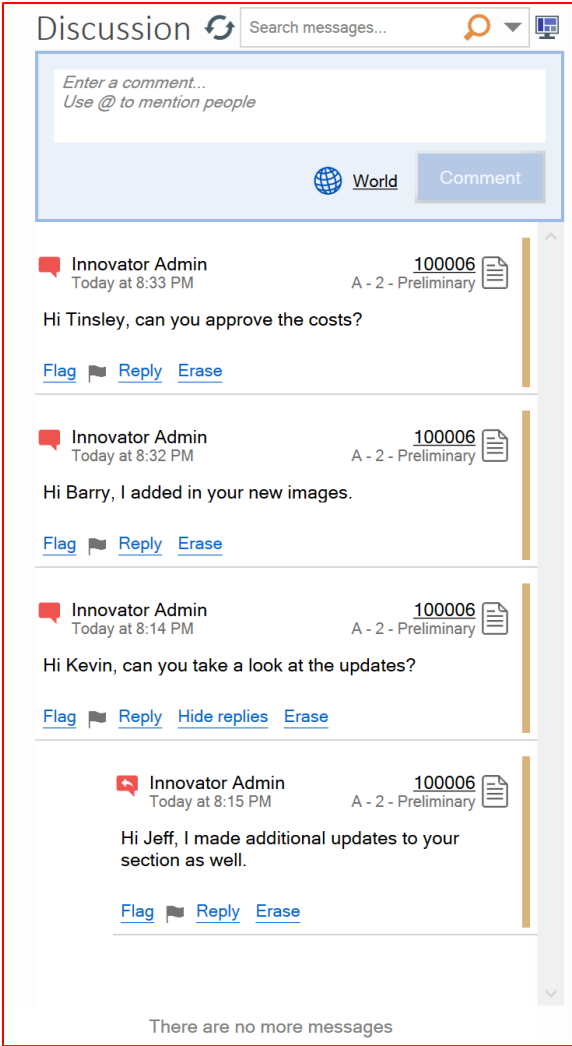 Discussion
Search messages...
Enter a comment...
Use @ to mention people
World
Comment
Innovator Admin
100006
Today at 8:33 PM
A - 2 - Preliminary
Hi Tinsley, can you approve the costs?
Flag Reply Erase
Innovator Admin
100006
Today at 8:32 PM
A - 2 - Preliminary
Hi Barry, I added in your new images.
Flag Reply Erase
Innovator Admin
100006
Today at 8:14 PM
A - 2 - Preliminary
Hi Kevin, can you take a look at the updates?
Flag Reply Hide replies Erase
Innovator Admin
100006
Today at 8:15 PM
A - 2 - Preliminary
Hi Jeff, I made additional updates to your
section as well.
Flag Reply Erase
There are no more messages